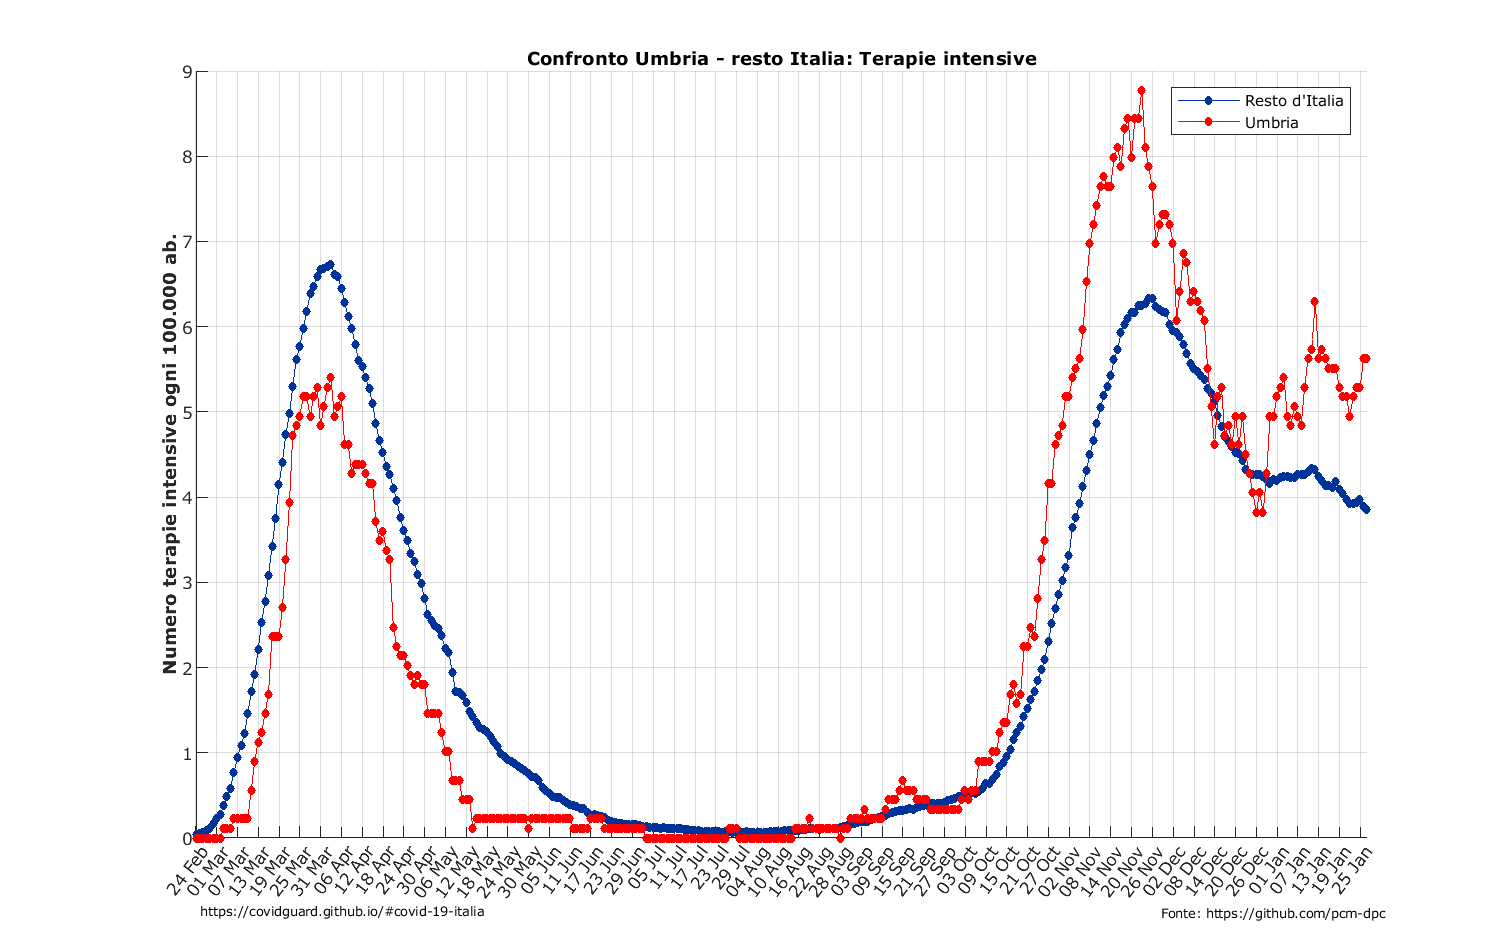 Confronto Umbria - resto Italia: Terapie intensive
Resto d'Italia
Umbria
Numero terapie intensive ogni 100.000 ab.
9
8
7
6
5
4
3
2
1
0
24 Feb
01 Mar
07 Mar
13 Mar
19 Mar
25 Mar
31 Mar
06 Apr
12 Apr
18 Apr
24 Apr
30 Apr
06 May
12 May
18 May
24 May
30 May
05 Jun
11 Jun
17 Jun
23 Jun
29 Jun
05 Jul
11 Jul
17 Jul
23 Jul
29 Jul
04 Aug
10 Aug
16 Aug
22 Aug
28 Aug
03 Sep
09 Sep
15 Sep
21 Sep
27 Sep
03 Oct
09 Oct
15 Oct
21 Oct
27 Oct
02 Nov
08 Nov
14 Nov
20 Nov
26 Nov
02 Dec
08 Dec
14 Dec
20 Dec
26 Dec
01 Jan
07 Jan
13 Jan
19 Jan
25 Jan
https://covidguard.github.io/#covid-19-italia
Fonte: https://github.com/pcm-dpc